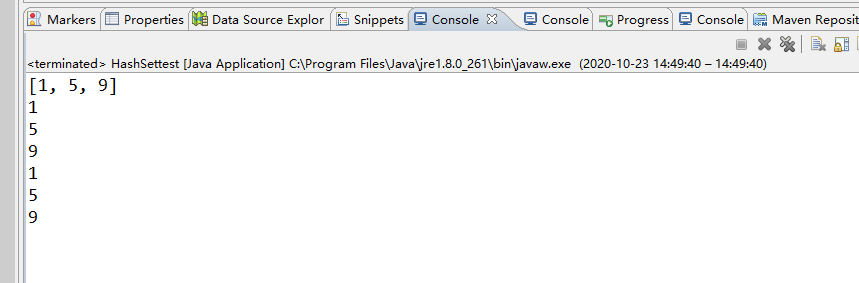 Markers Properties Data Source Explor Snippets Console Console Progress Console Maven Reposit
<terminated> HashSettest [Java Application] C:\Program Files\Java\jre1.8.0_261\bin\javaw.exe (2020-10-23 14:49:40 – 14:49:40)
[1, 5, 9]
1
5
9
1
5
9